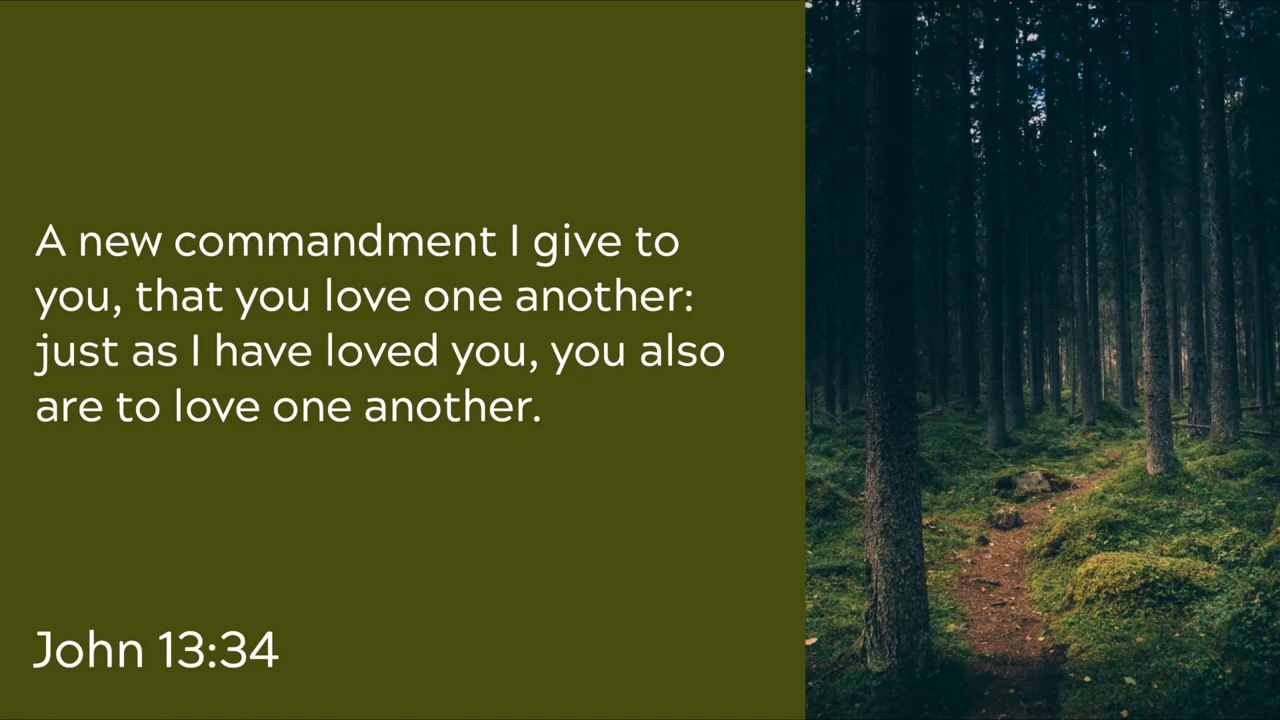 A new commandment I give to
you, that you love one another:
just as I have loved you, you also
are to love one another.
John 13:34